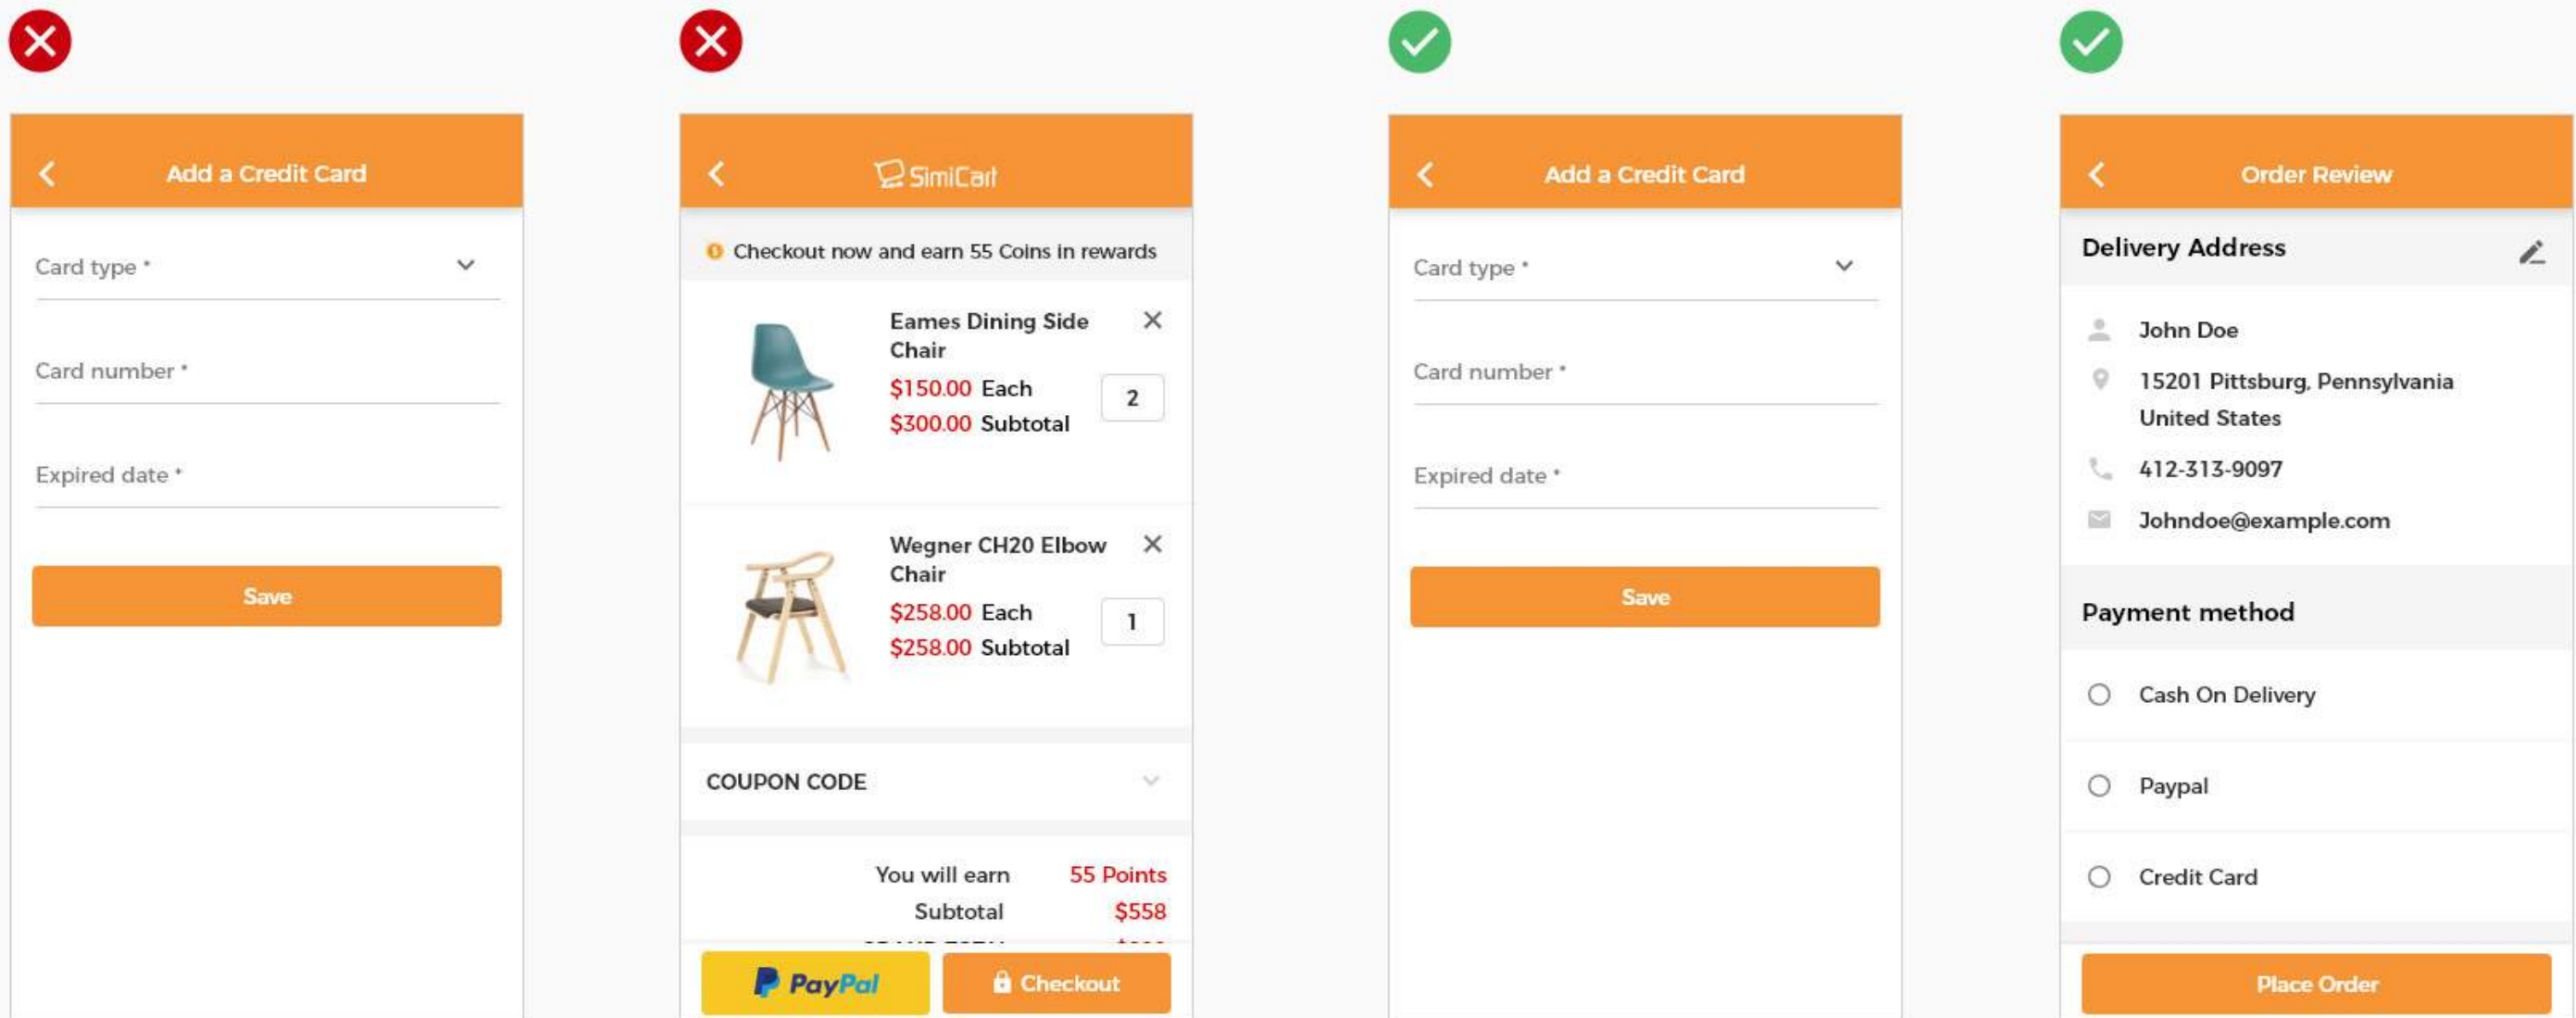 Add a Credit Card
Card type *
Card number *
Expired date *
Save
SimiCart
Checkout now and earn 55 Coins in rewards
Eames Dining Side
Chair
$150.00 Each
2
$300.00 Subtotal
Wegner CH20 Elbow
Chair
$258.00 Each
1
$258.00 Subtotal
COUPON CODE
You will earn 55 Points
Subtotal $558
PayPal
Checkout
Add a Credit Card
Card type *
Card number *
Expired date *
Save
Order Review
Delivery Address
John Doe
15201 Pittsburg, Pennsylvania
United States
412-313-9097
Johndoe@example.com
Payment method
Cash On Delivery
Paypal
Credit Card
Place Order